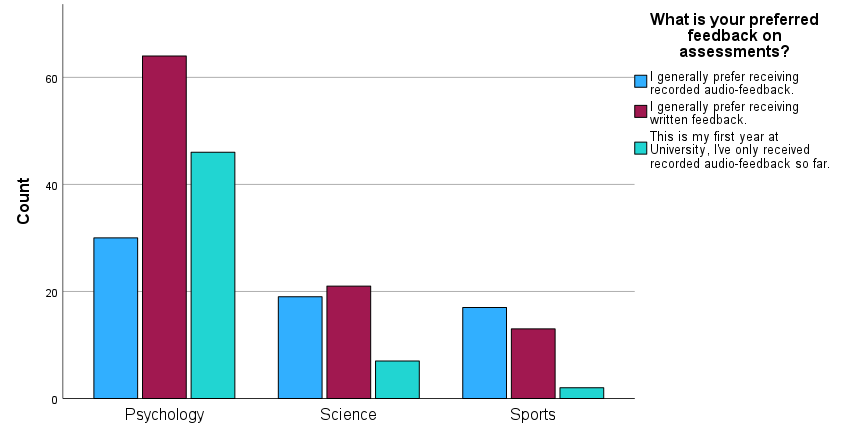 What is your preferred
feedback on
assessments?
I generally prefer receiving
recorded audio-feedback.
I generally prefer receiving
written feedback.
This is my first year at
University, I've only received
recorded audio-feedback so far.
Count
60
40
20
0
Psychology
Science
Sports